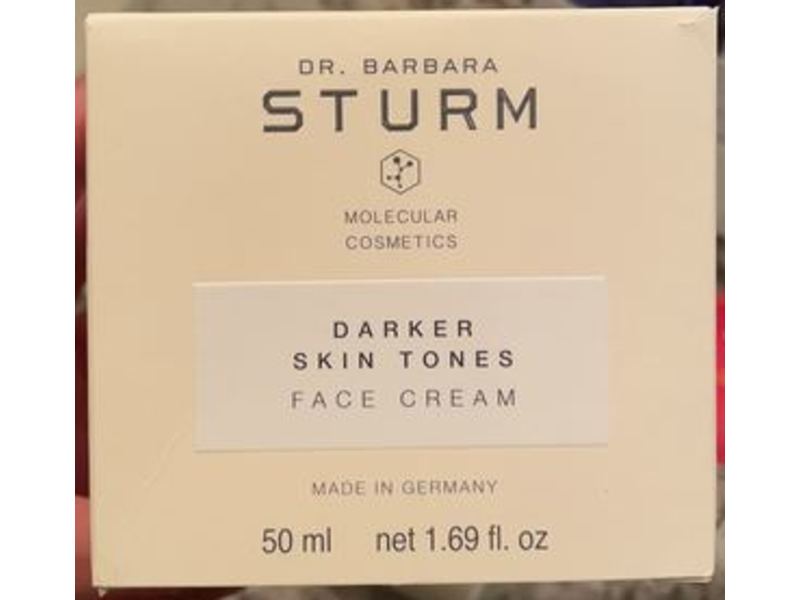 DR. BARBARA
STURM
MOLECULAR
COSMETICS
DARKER
SKIN TONES
FACE CREAM
MADE IN GERMANY
50 ml net 1.69 fl. oz